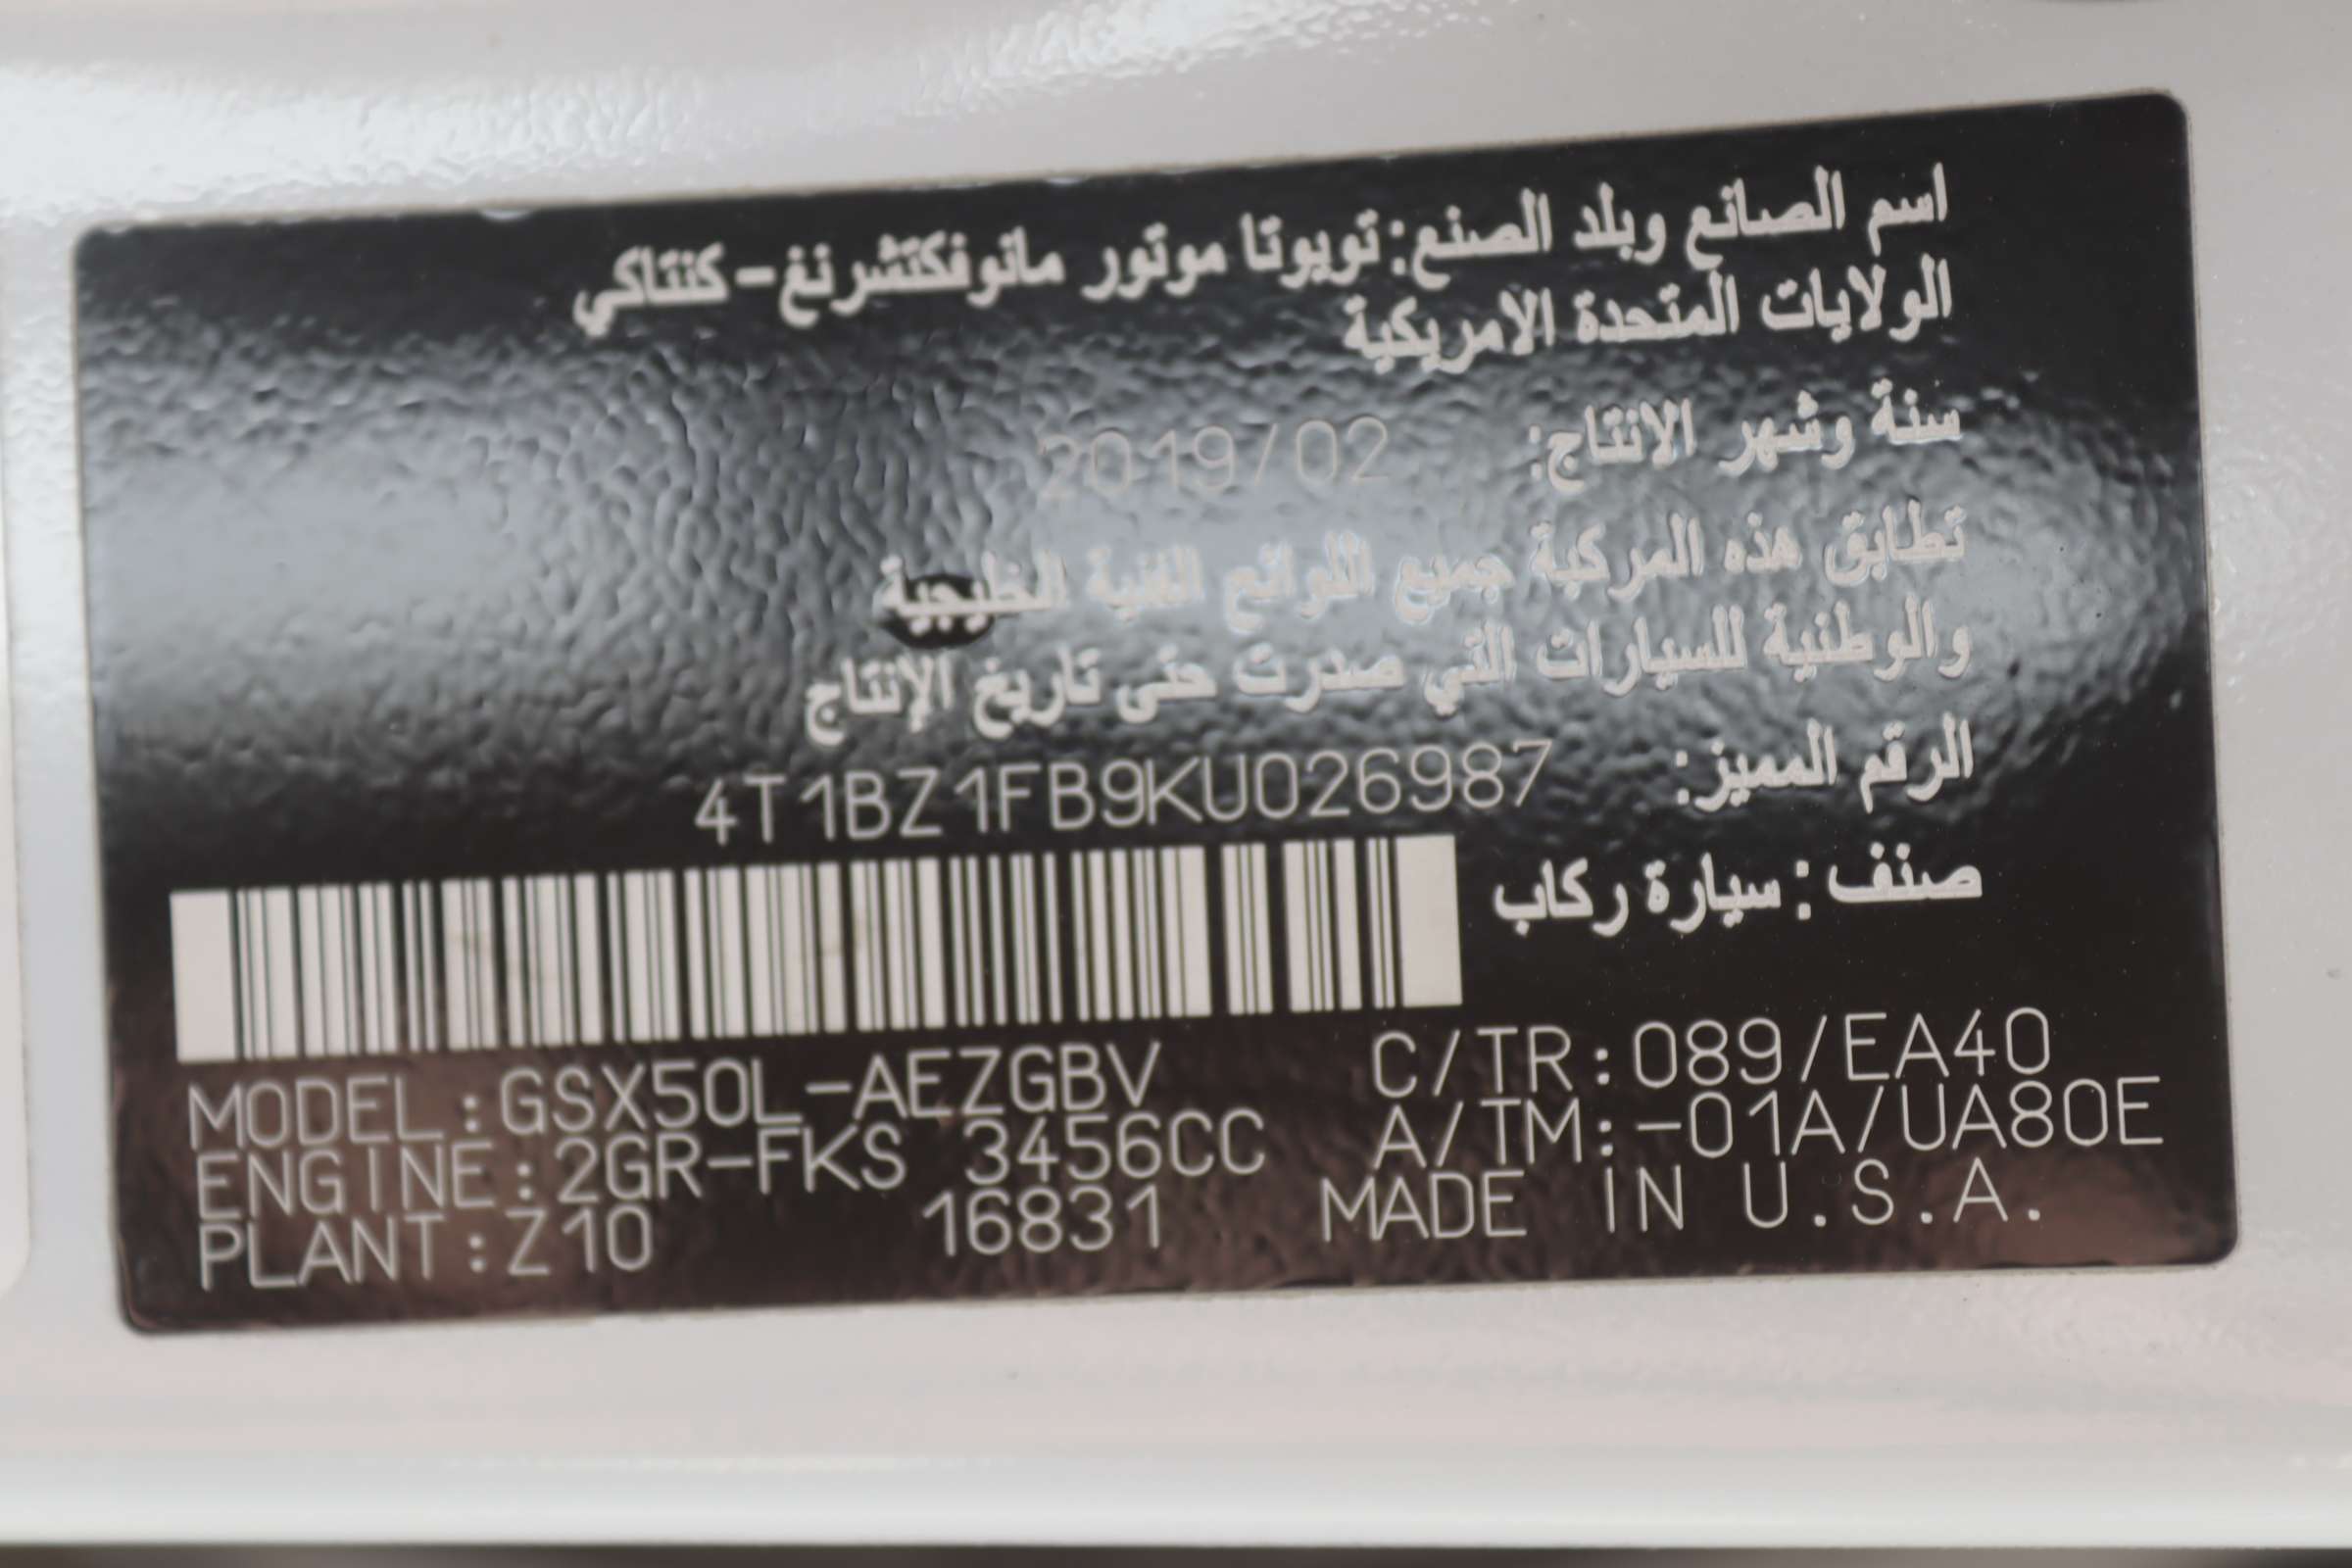 اسم الصانع وبلد الصنع: تويوتا موتور مانوفكتشرنغ - كنتاكي
الولايات المتحدة الامريكية
سنة وشهر الانتاج: 2019/02
تطابق هذه المركبة جميع اللوائح الفنية الخليجية
والوطنية للسيارات التي صدرت حتى تاريخ الإنتاج
الرقم المميز: 4T1BZ1FB9KU026987
صنف : سيارة ركاب
MODEL:GSX50L-AEZGBV C/TR:089/EA40
ENGINE:2GR-FKS 3456CC A/TM:-01A/UA80E
PLANT:Z10 16831 MADE IN U.S.A.